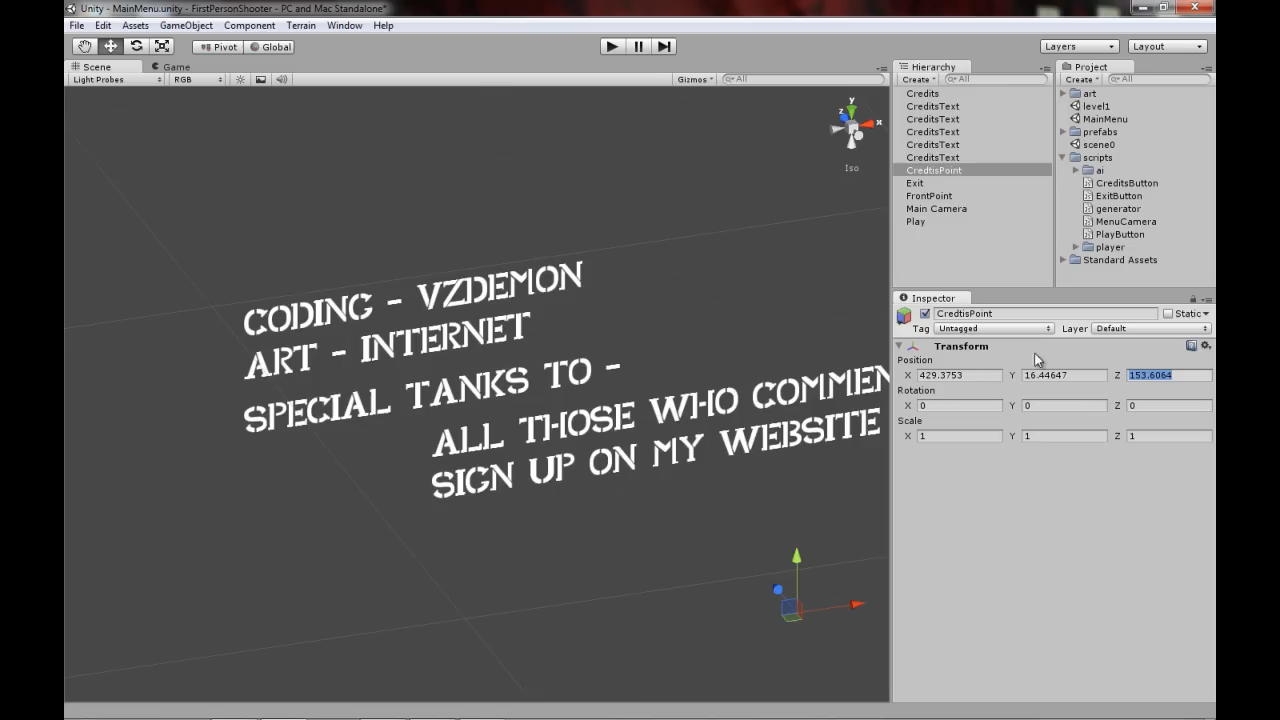 Unity - MainMenu.unity - FirstPersonShooter - PC and Mac Standalone*
File Edit Assets GameObject Component Terrain Window Help
Pivot Global Layers Layout
Scene Game
Light Probes RGB Gizmos All
CODING - VZDEMON
ART - INTERNET
SPECIAL TANKS TO -
ALL THOSE WHO COMMEN
SIGN UP ON MY WEBSITE
y
z
x
Iso
Hierarchy
Create All
Credits
CreditsText
CreditsText
CreditsText
CreditsText
CreditsText
CredtisPoint
Exit
FrontPoint
Main Camera
Play
Project
Create All
art
level1
MainMenu
prefabs
scene0
scripts
ai
CreditsButton
ExitButton
generator
MenuCamera
PlayButton
player
Standard Assets
Inspector
CredtisPoint Static
Tag Untagged Layer Default
Transform
Position
X 429.3753 Y 16.44647 Z 153.6064
Rotation
X 0 Y 0 Z 0
Scale
X 1 Y 1 Z 1